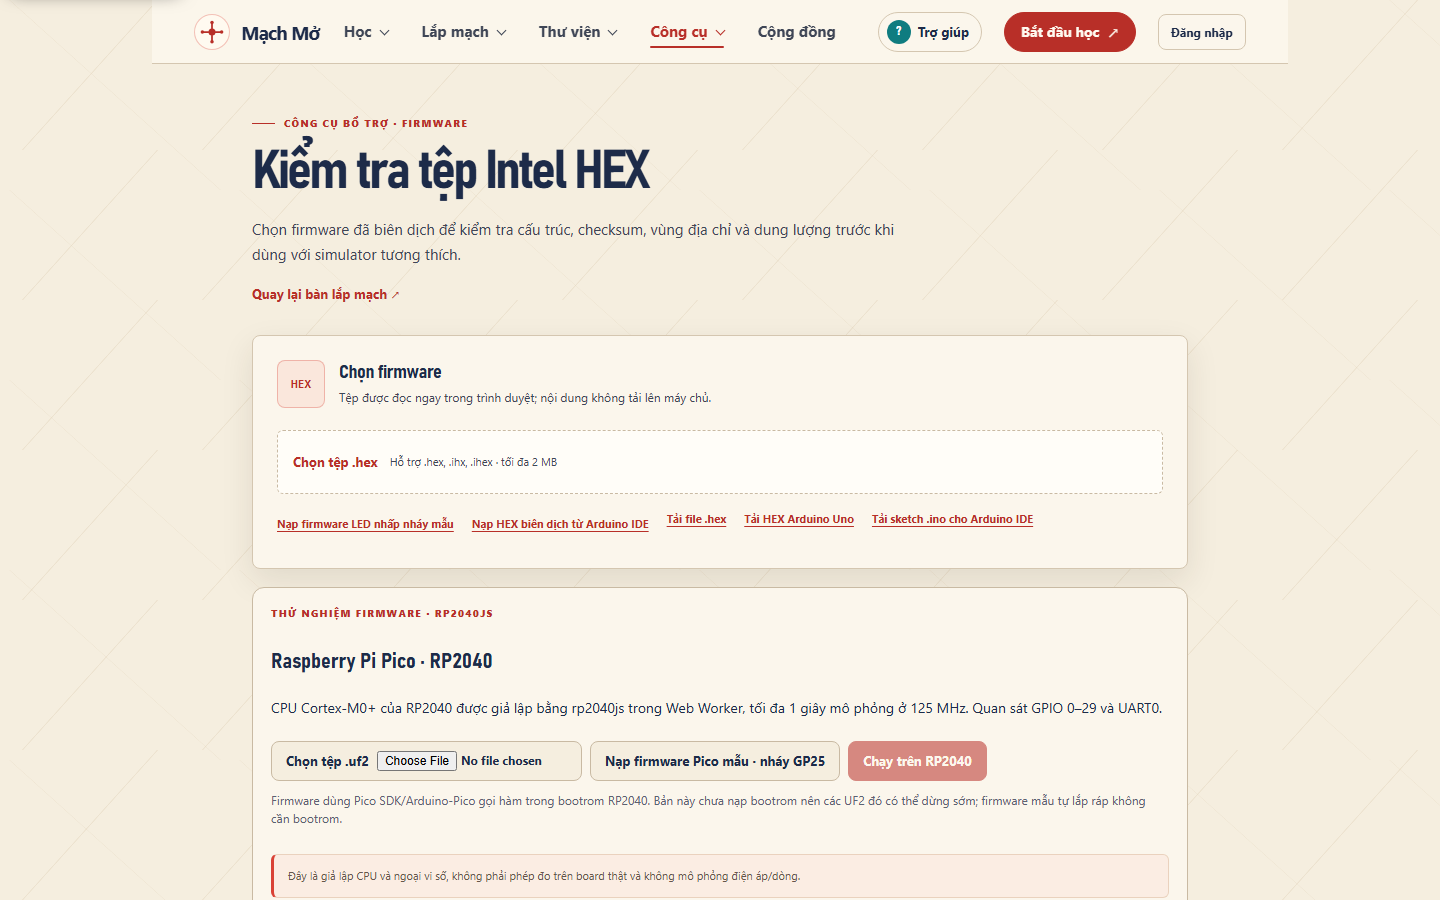 Mạch Mở
Học
Lắp mạch
Thư viện
Công cụ
Cộng đồng
? Trợ giúp
Bắt đầu học ↗
Đăng nhập
CÔNG CỤ BỔ TRỢ · FIRMWARE
Kiểm tra tệp Intel HEX
Chọn firmware đã biên dịch để kiểm tra cấu trúc, checksum, vùng địa chỉ và dung lượng trước khi
dùng với simulator tương thích.
Quay lại bàn lắp mạch ↗
HEX
Chọn firmware
Tệp được đọc ngay trong trình duyệt; nội dung không tải lên máy chủ.
Chọn tệp .hex Hỗ trợ .hex, .ihx, .ihex · tối đa 2 MB
Nạp firmware LED nhấp nháy mẫu
Nạp HEX biên dịch từ Arduino IDE
Tải file .hex
Tải HEX Arduino Uno
Tải sketch .ino cho Arduino IDE
THỬ NGHIỆM FIRMWARE · RP2040JS
Raspberry Pi Pico · RP2040
CPU Cortex-M0+ của RP2040 được giả lập bằng rp2040js trong Web Worker, tối đa 1 giây mô phỏng ở 125 MHz. Quan sát GPIO 0–29 và UART0.
Chọn tệp .uf2 Choose File No file chosen
Nạp firmware Pico mẫu · nháy GP25
Chạy trên RP2040
Firmware dùng Pico SDK/Arduino-Pico gọi hàm trong bootrom RP2040. Bản này chưa nạp bootrom nên các UF2 đó có thể dừng sớm; firmware mẫu tự lắp ráp không
cần bootrom.
Đây là giả lập CPU và ngoại vi số, không phải phép đo trên board thật và không mô phỏng điện áp/dòng.